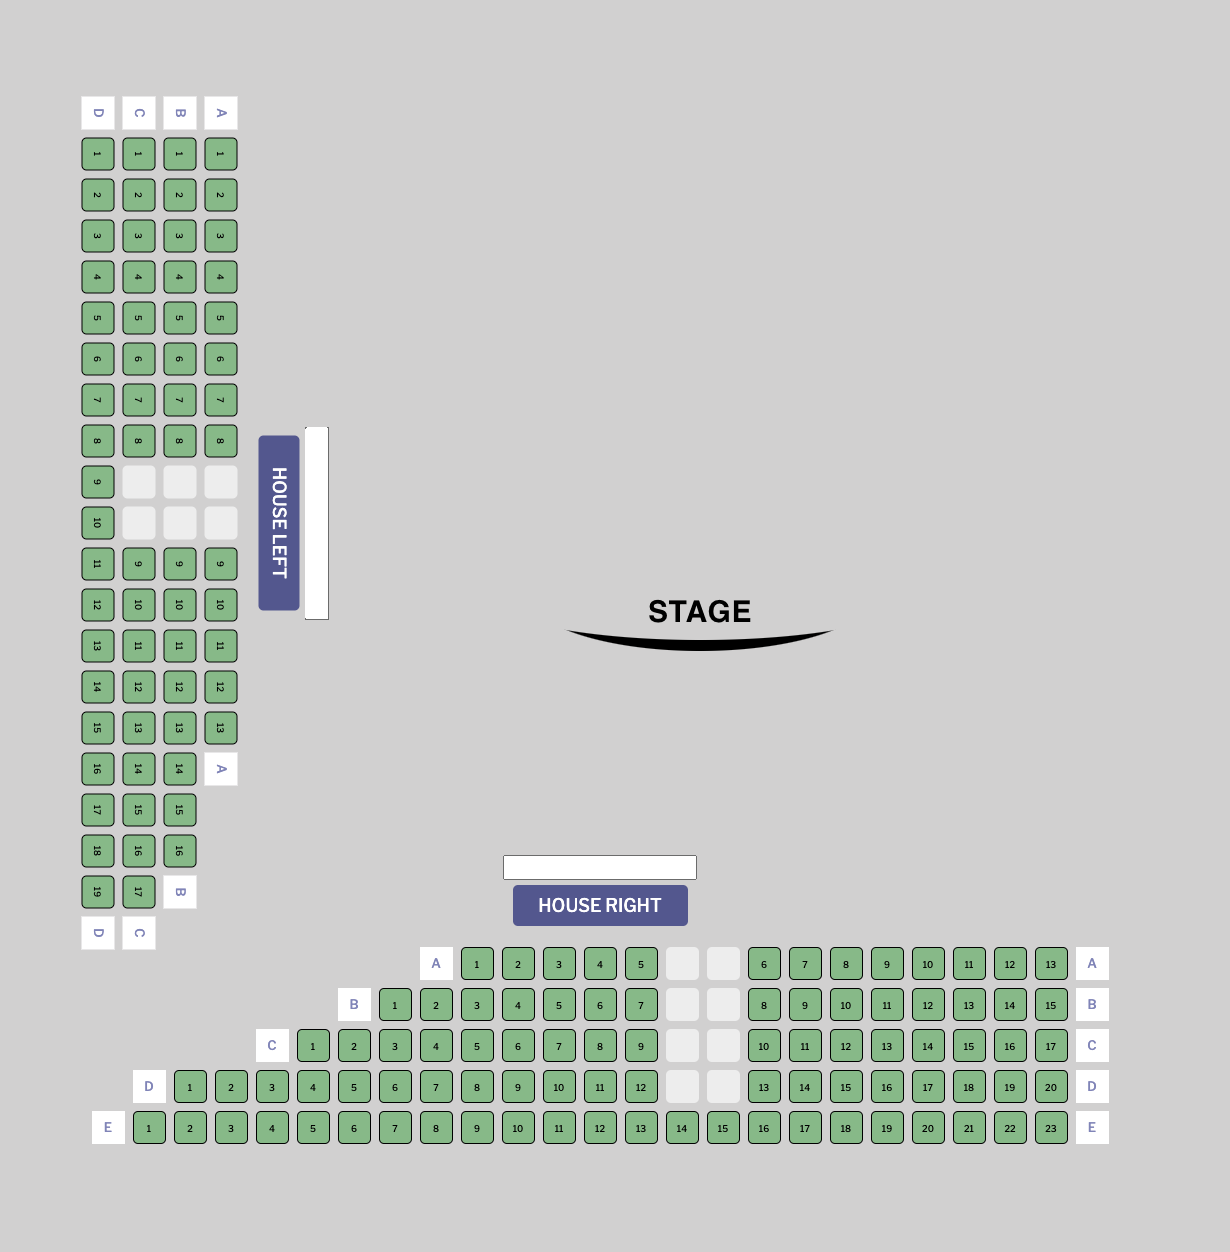 D C B A
1 1 1 1
2 2 2 2
3 3 3 3
4 4 4 4
5 5 5 5
6 6 6 6
7 7 7 7
8 8 8 8
9
10
11 9 9 9
12 10 10 10
13 11 11 11
14 12 12 12
15 13 13 13
16 14 14 A
17 15 15
18 16 16
19 17 B
D C
HOUSE LEFT
STAGE
HOUSE RIGHT
A 1 2 3 4 5 6 7 8 9 10 11 12 13 A
B 1 2 3 4 5 6 7 8 9 10 11 12 13 14 15 B
C 1 2 3 4 5 6 7 8 9 10 11 12 13 14 15 16 17 C
D 1 2 3 4 5 6 7 8 9 10 11 12 13 14 15 16 17 18 19 20 D
E 1 2 3 4 5 6 7 8 9 10 11 12 13 14 15 16 17 18 19 20 21 22 23 E